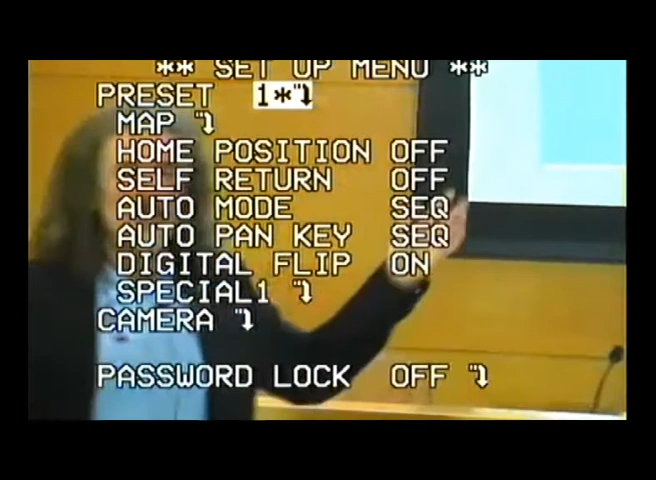 ** SET UP MENU **
PRESET 1*
MAP
HOME POSITION OFF
SELF RETURN OFF
AUTO MODE SEQ
AUTO PAN KEY SEQ
DIGITAL FLIP ON
SPECIAL1
CAMERA
PASSWORD LOCK OFF